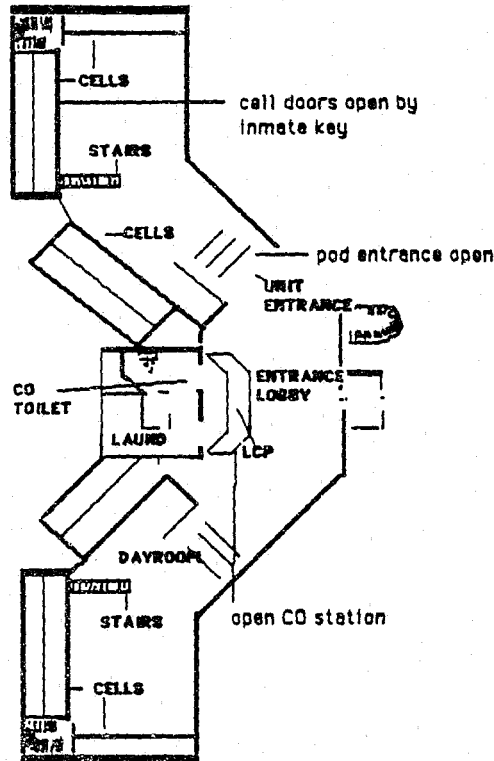 CELLS
cell doors open by
inmate key
STAIRS
CELLS
pod entrance open
UNIT
ENTRANCE
CO
TOILET
ENTRANCE
LOBBY
LAUND
LCP
DAYROOM
STAIRS
open CO station
CELLS